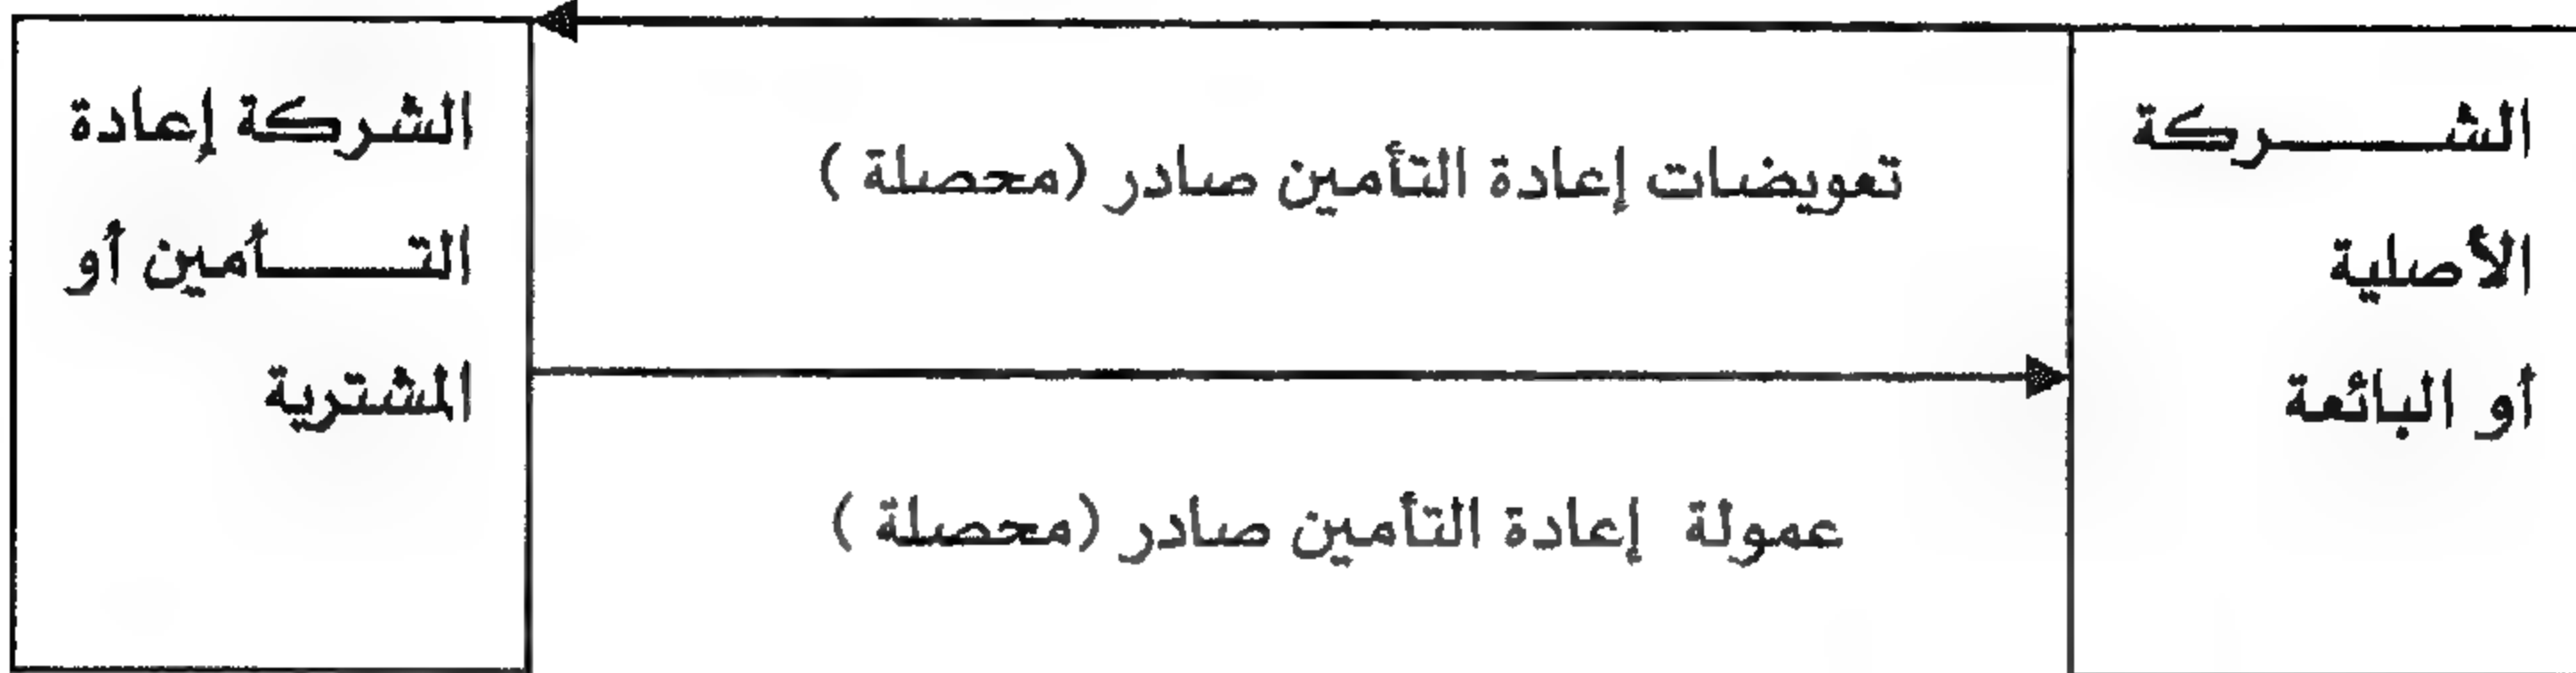 الشركة
الأصلية
أو البائعة
تعويضات إعادة التأمين صادر (محصلة )
عمولة إعادة التأمين صادر (محصلة )
الشركة إعادة
التأمين أو
المشترية